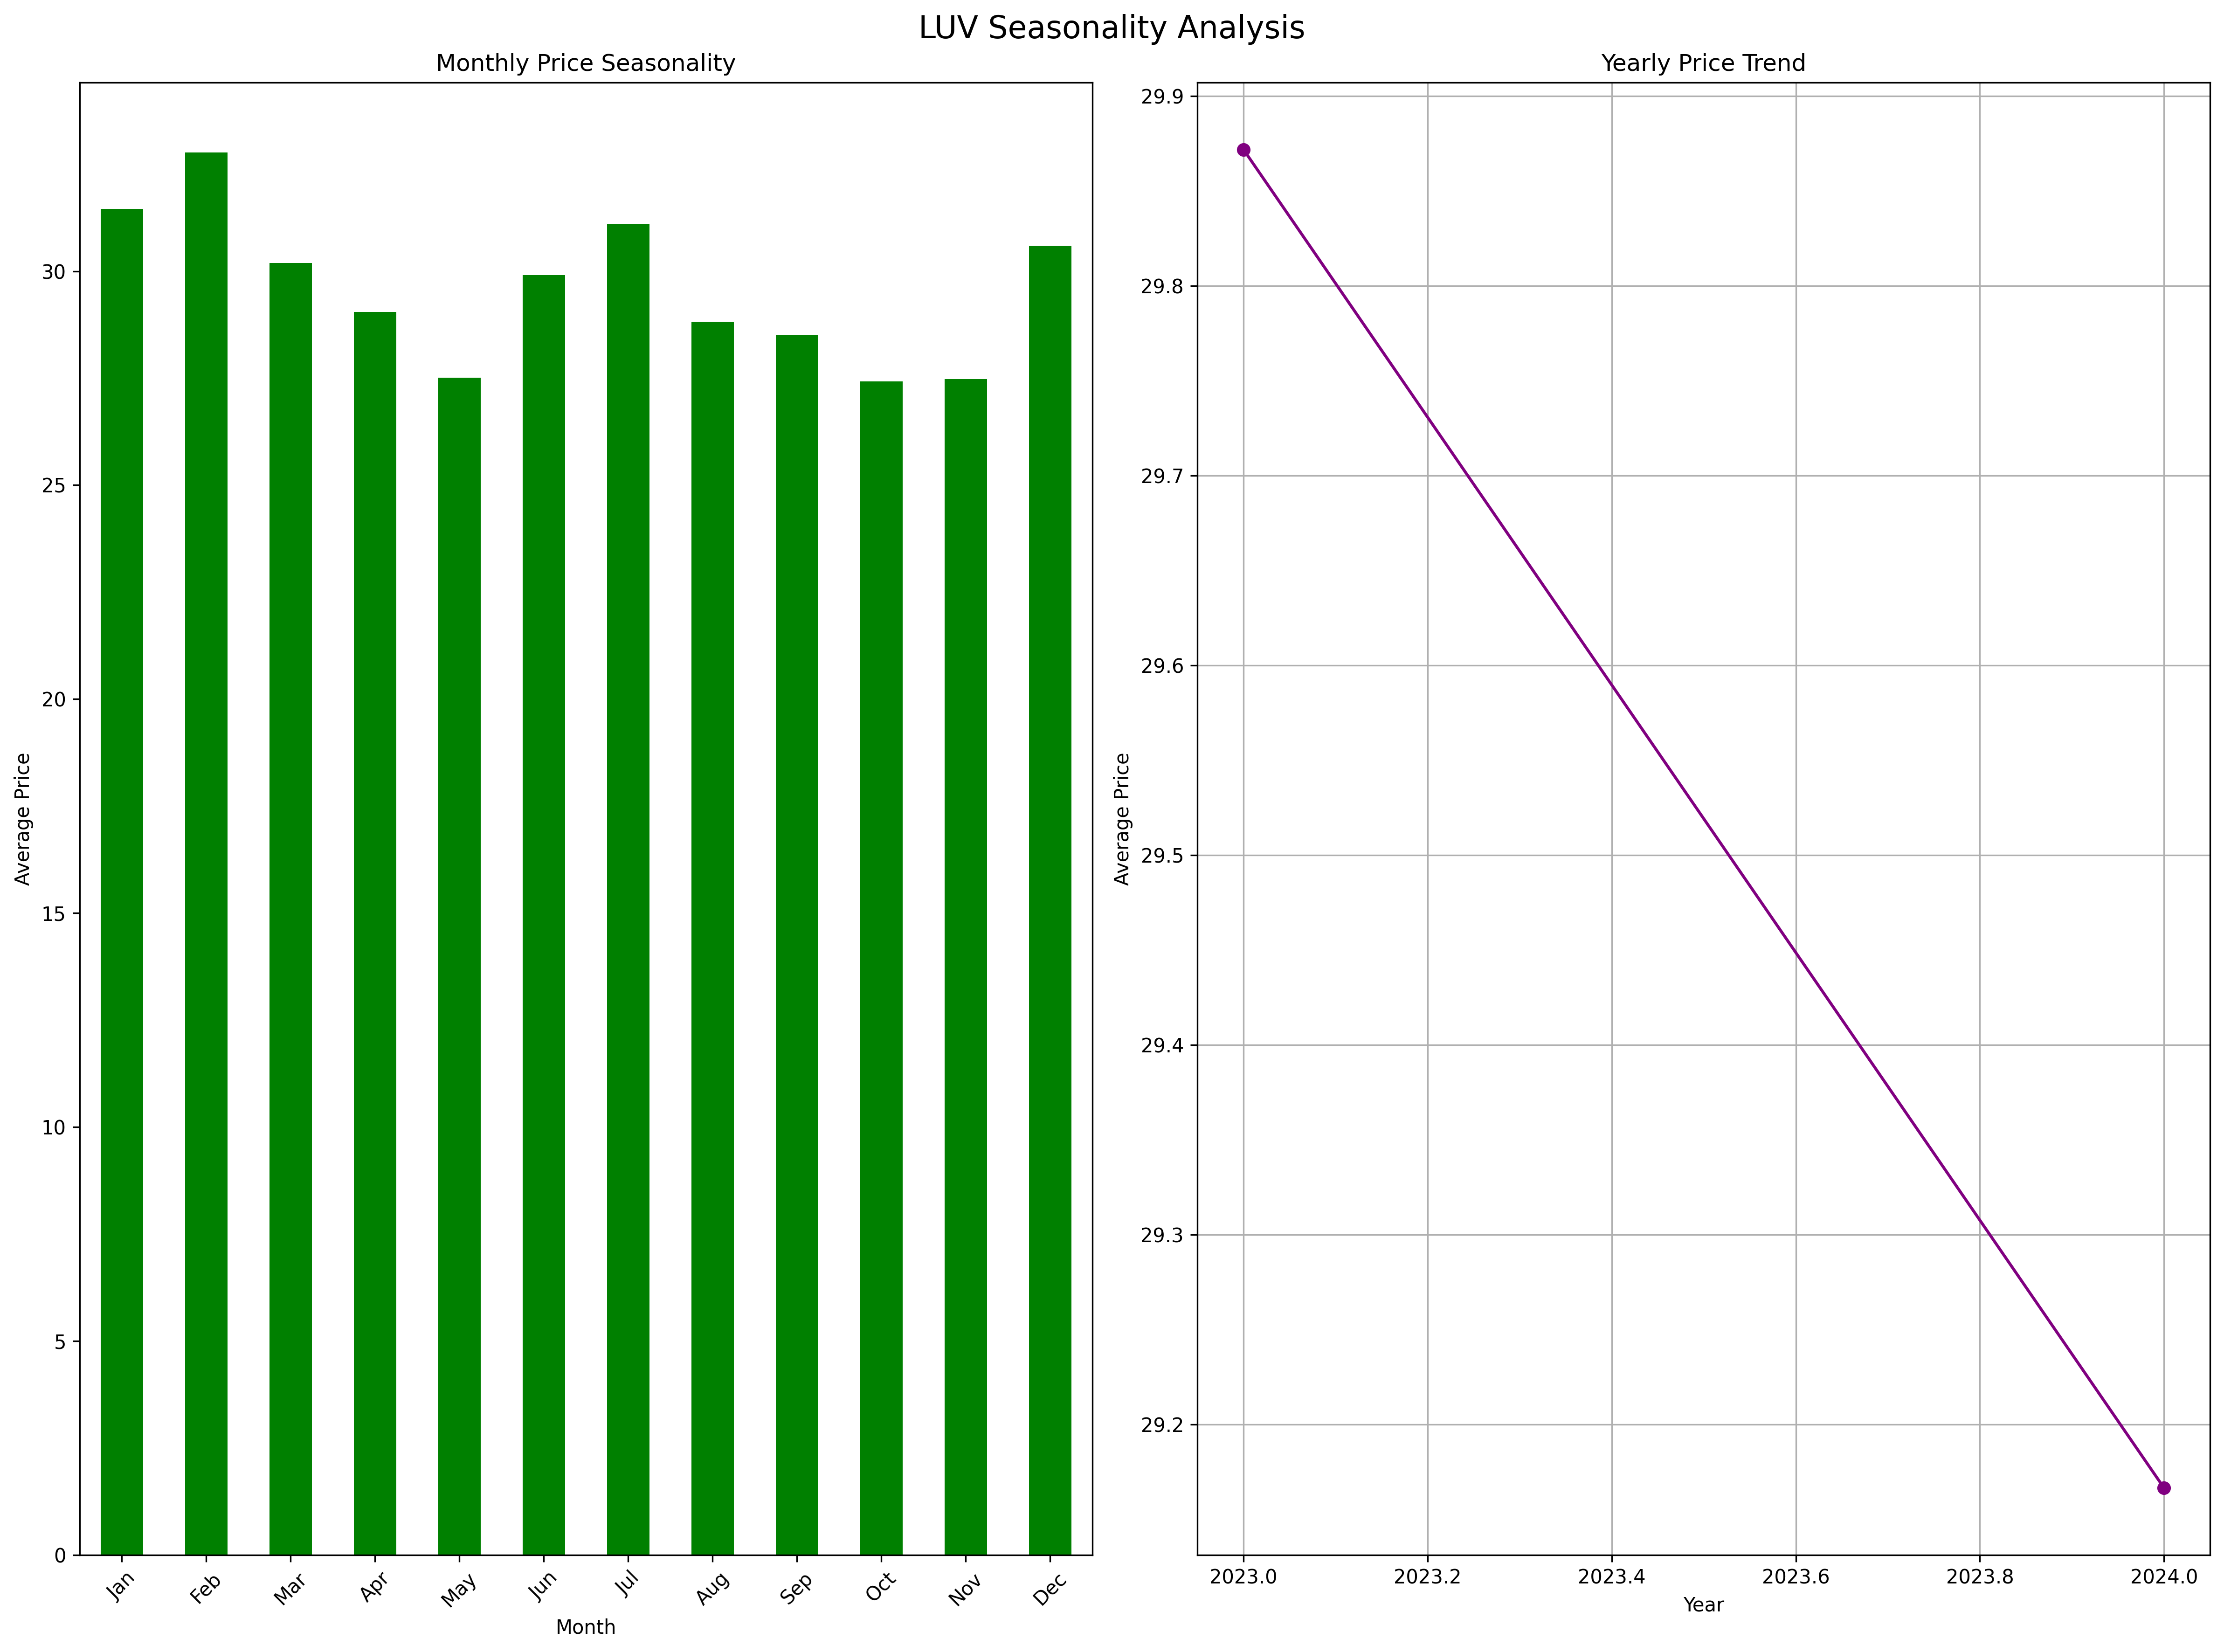 LUV Seasonality Analysis
Monthly Price Seasonality
Average Price
30
25
20
15
10
5
0
Jan
Feb
Mar
Apr
May
Jun
Jul
Aug
Sep
Oct
Nov
Dec
Month
Yearly Price Trend
Average Price
29.9
29.8
29.7
29.6
29.5
29.4
29.3
29.2
2023.0
2023.2
2023.4
2023.6
2023.8
2024.0
Year